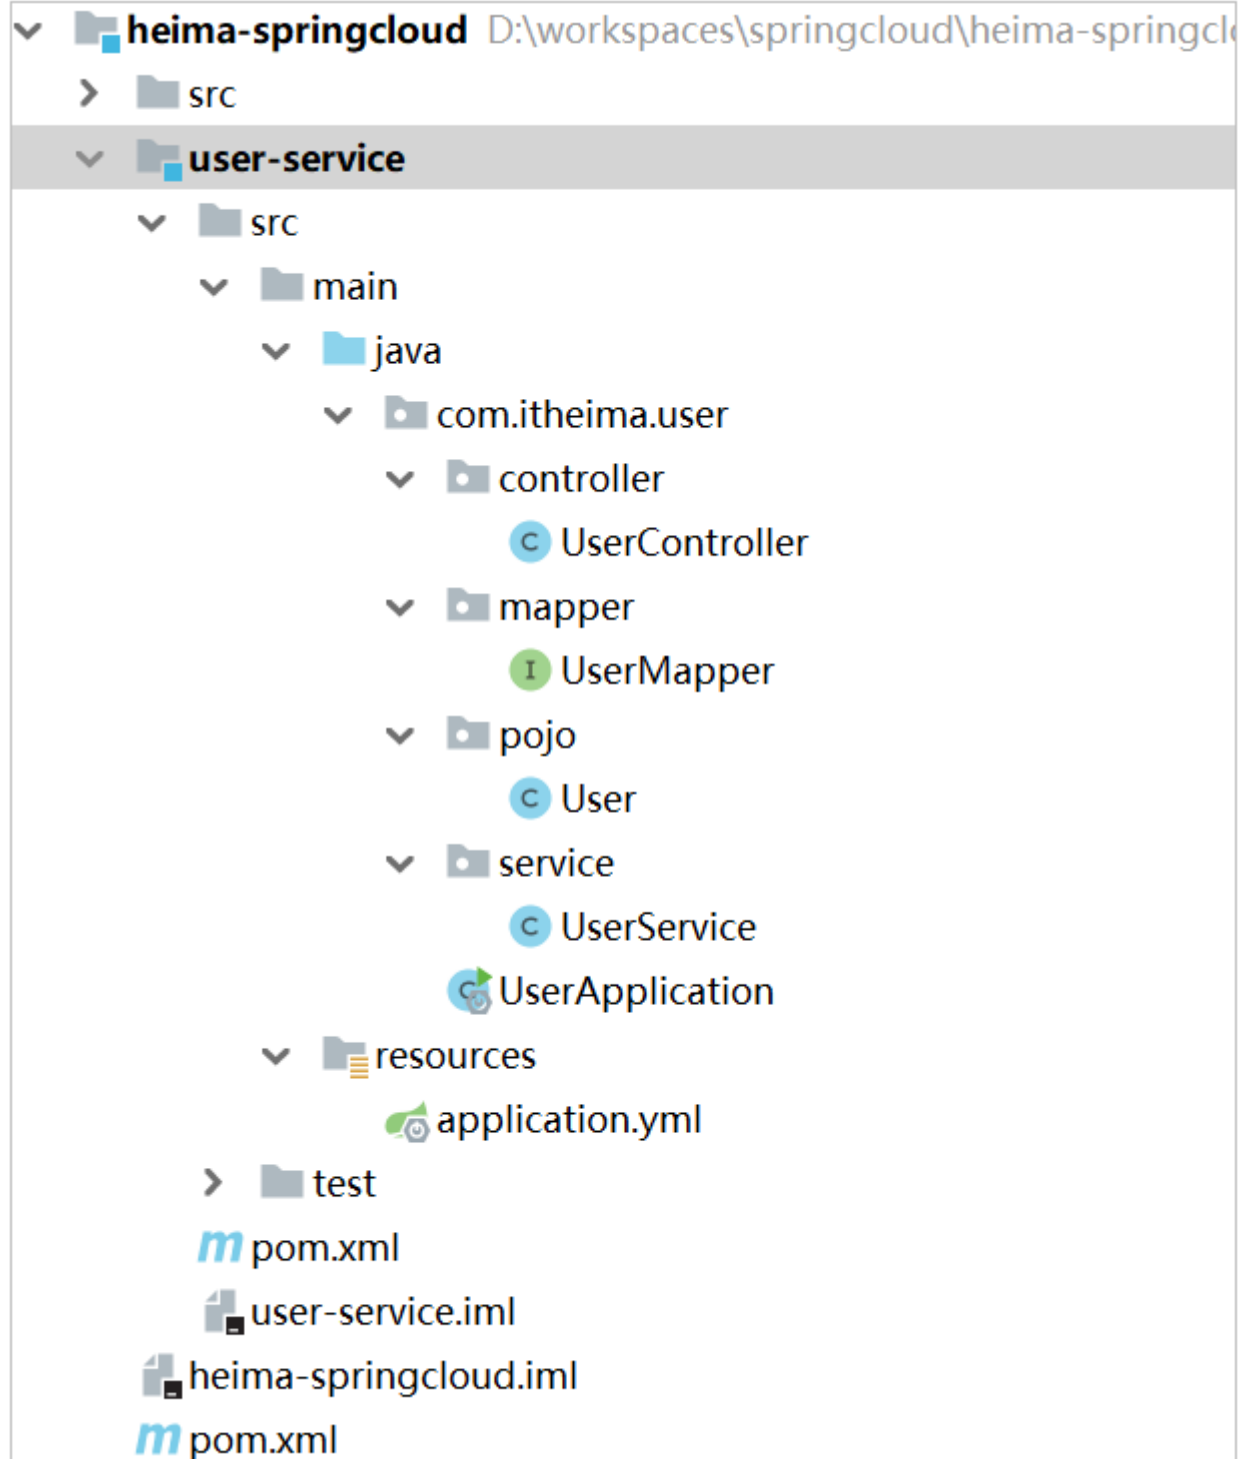 heima-springcloud D:\workspaces\springcloud\heima-springcl
src
user-service
src
main
java
com.itheima.user
controller
C UserController
mapper
I UserMapper
pojo
C User
service
C UserService
C UserApplication
resources
application.yml
test
m pom.xml
user-service.iml
heima-springcloud.iml
m pom.xml